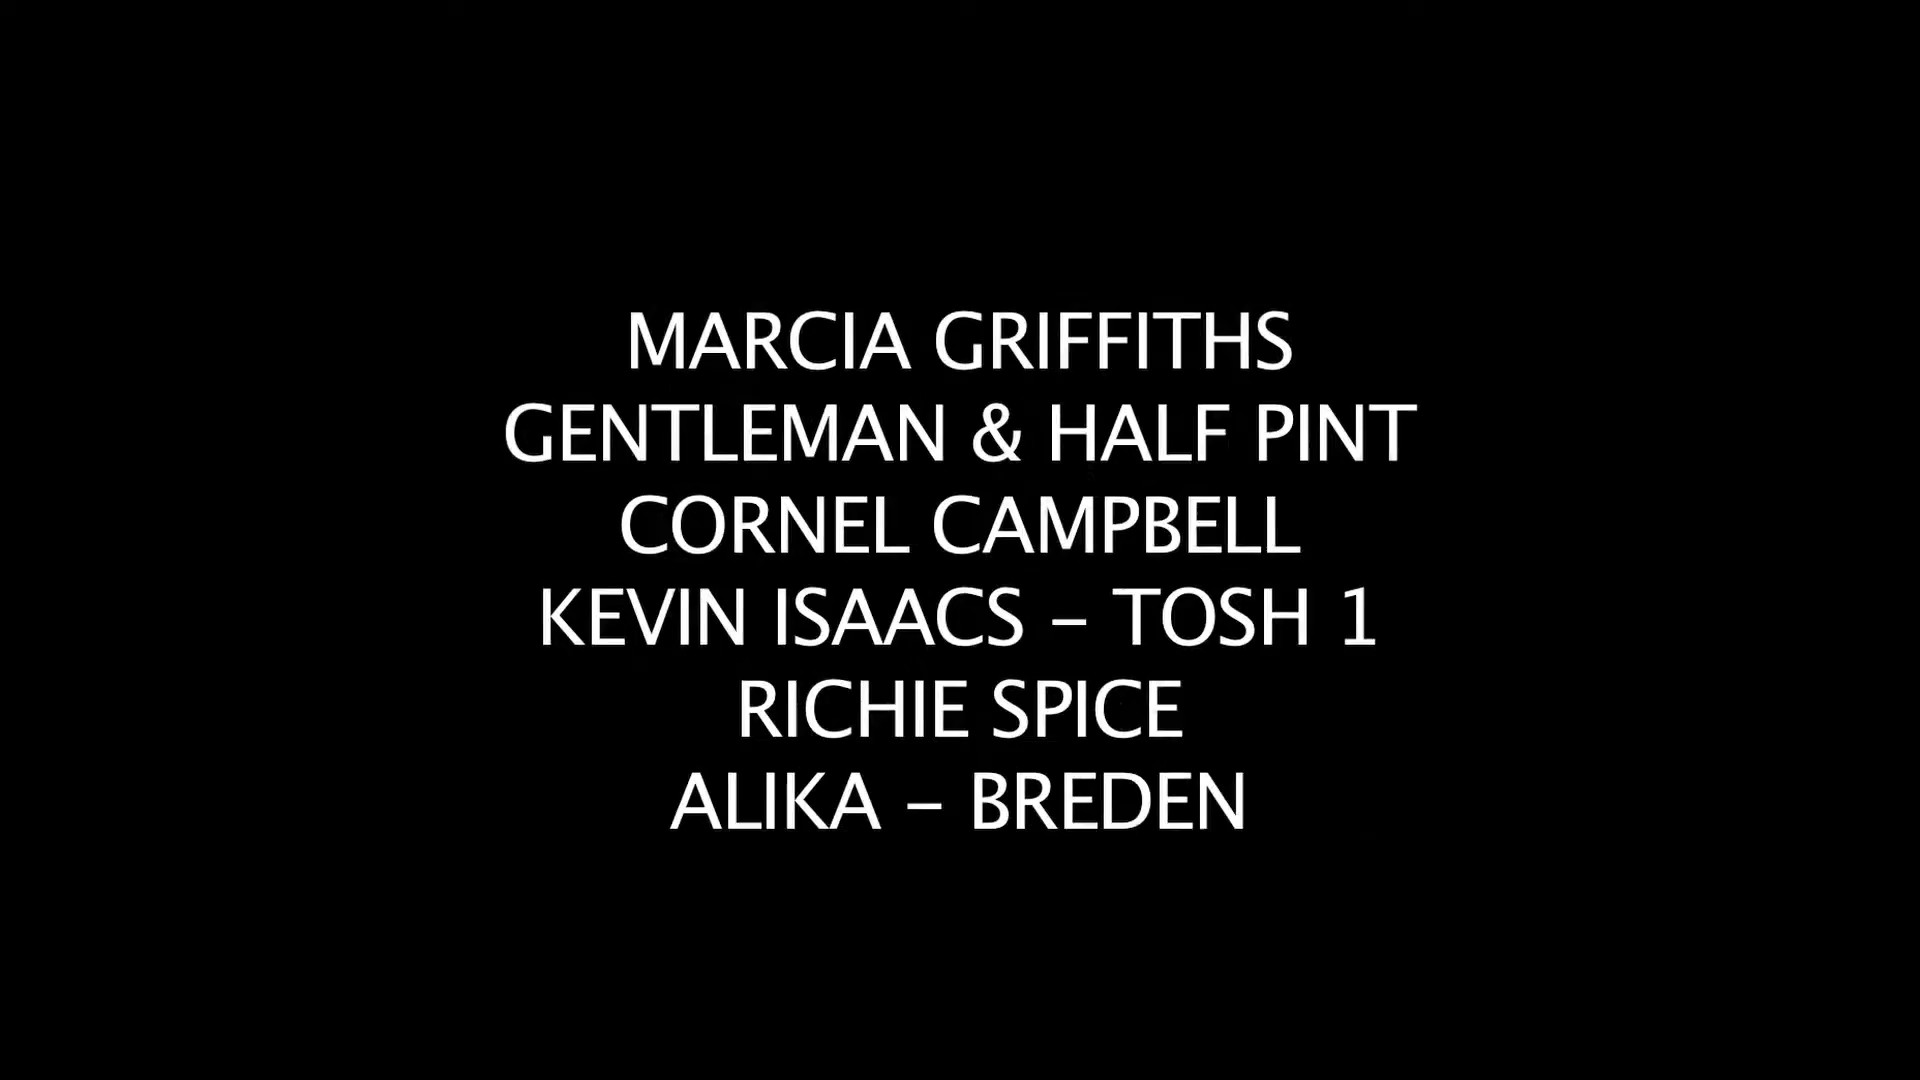 MARCIA GRIFFITHS
GENTLEMAN & HALF PINT
CORNEL CAMPBELL
KEVIN ISAACS – TOSH 1
RICHIE SPICE
ALIKA – BREDEN